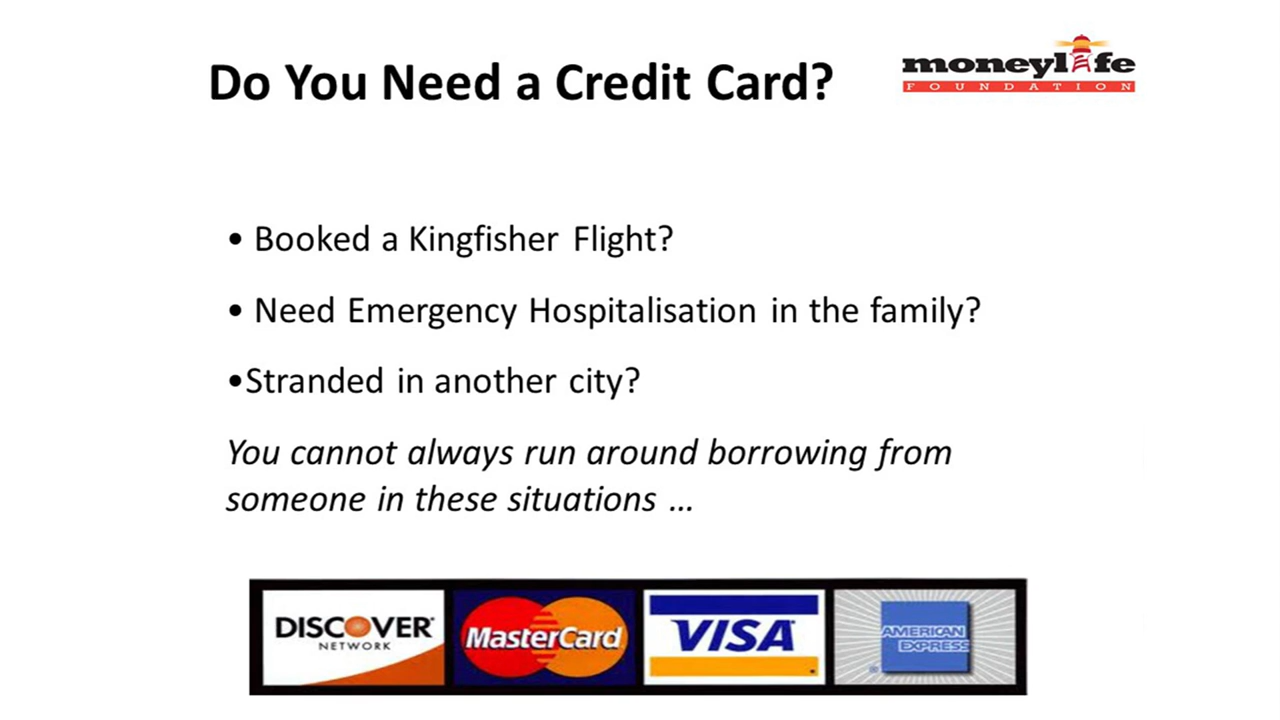 Do You Need a Credit Card?
moneylife
FOUNDATION
• Booked a Kingfisher Flight?
• Need Emergency Hospitalisation in the family?
•Stranded in another city?
You cannot always run around borrowing from
someone in these situations ...
DISCOVER®
NETWORK
MasterCard
VISA
AMERICAN
EXPRESS
®